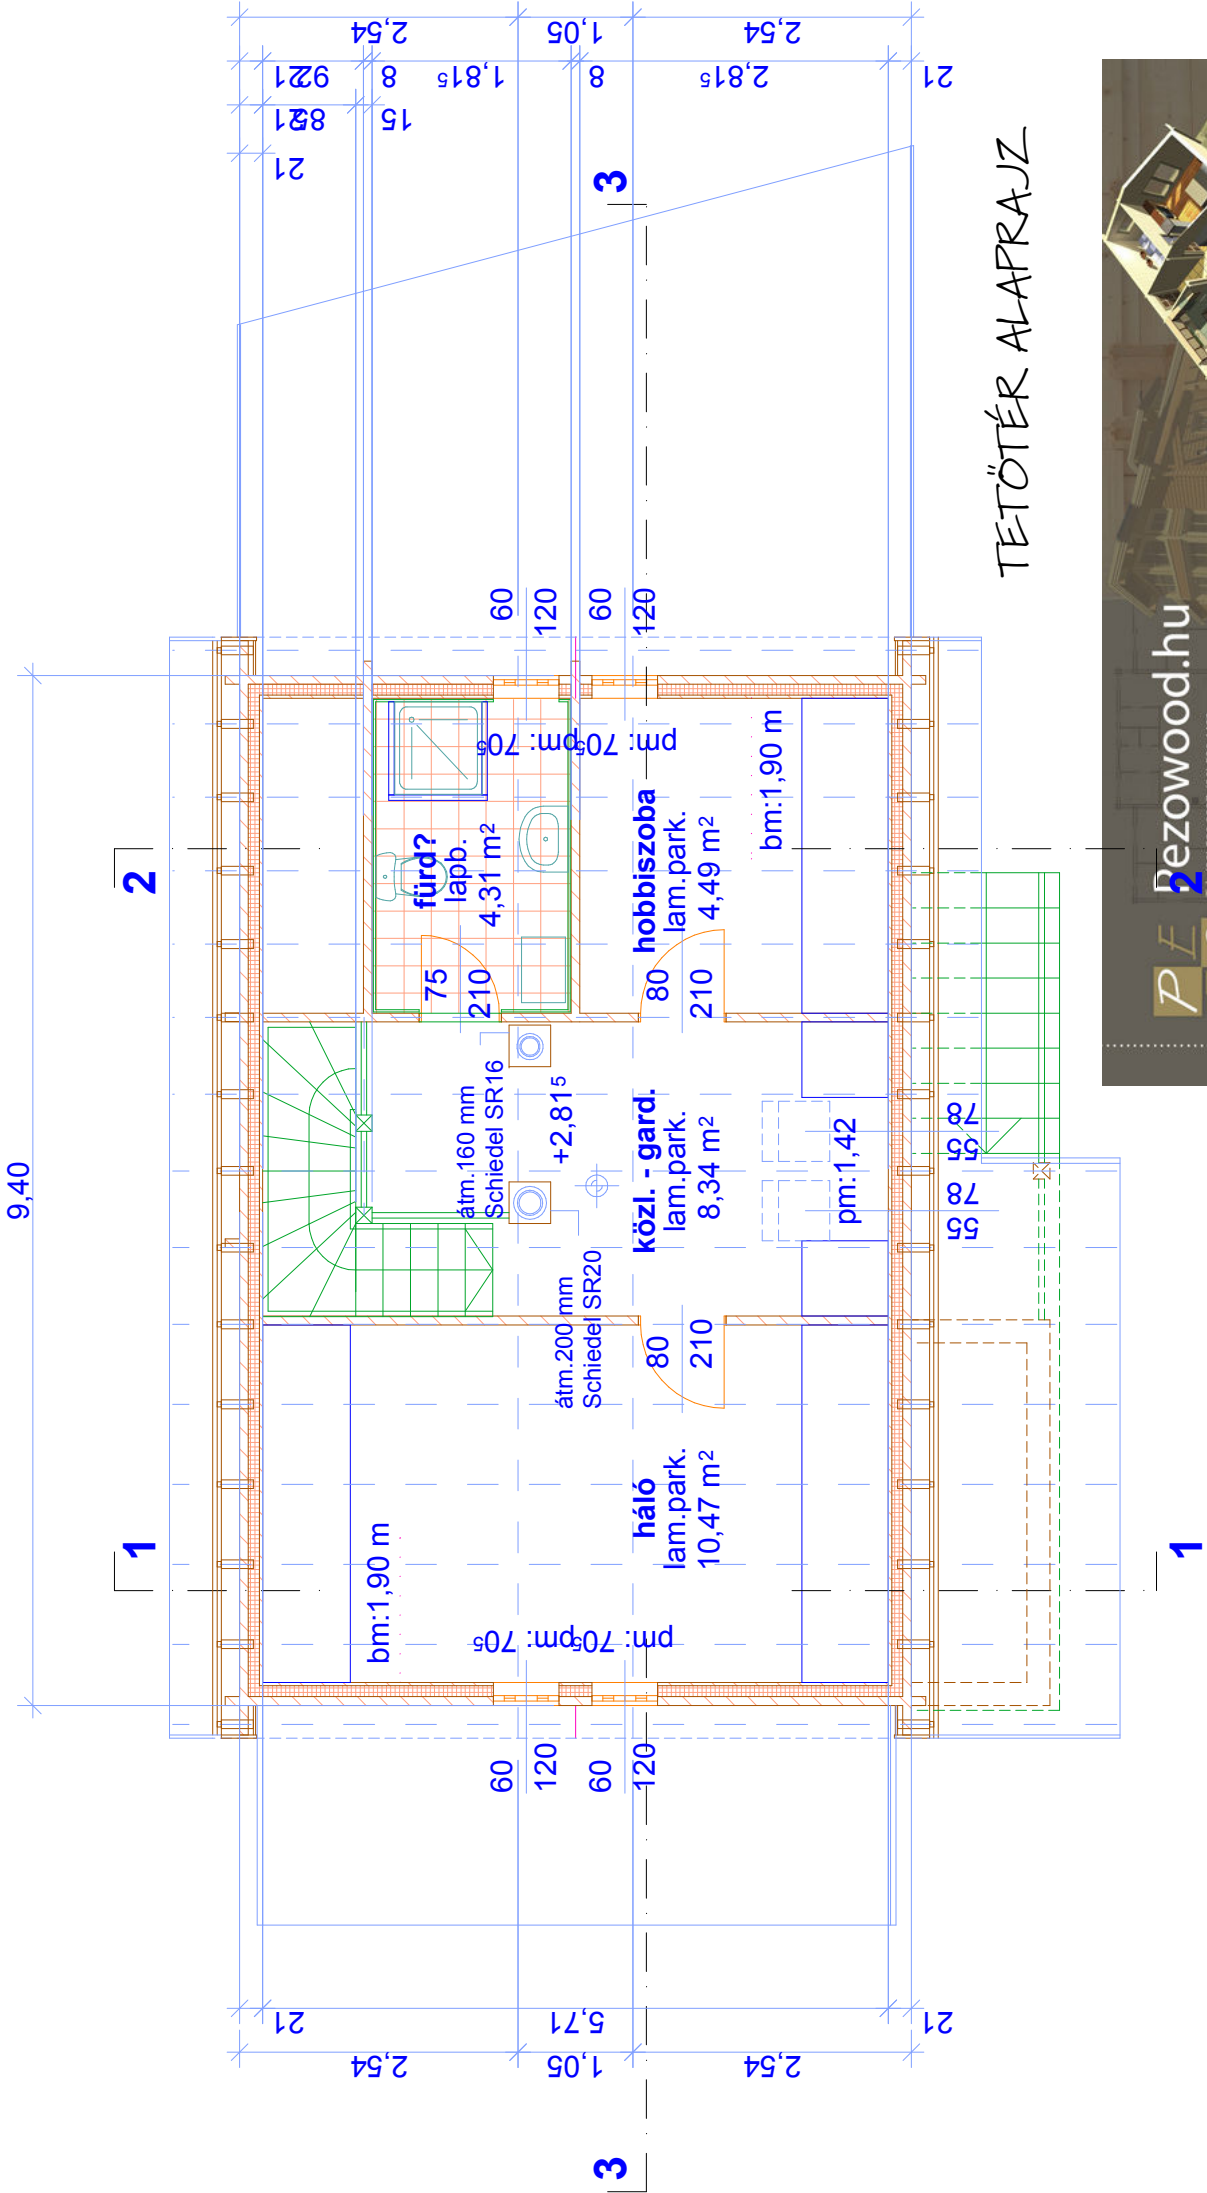 9,40
2,54
1,05
2,54
21
92
8
1,81⁵
8
2,81⁵
21
21
85
15
21
3
2
1
60
120
60
120
pm: 70⁵
pm: 70⁵
fürd?
lapb.
4,31 m²
75
210
hobbiszoba
lam.park.
4,49 m²
bm:1,90 m
80
210
átm.160 mm
Schiedel SR16
+2,81⁵
közl. - gard.
lam.park.
8,34 m²
pm:1,42
78
55
78
55
átm.200 mm
Schiedel SR20
80
210
háló
lam.park.
10,47 m²
bm:1,90 m
pm: 70⁵
pm: 70⁵
60
120
60
120
21
5,71
21
2,54
1,05
2,54
3
2
1
TETŐTÉR ALAPRAJZ
Pezowood.hu
P E